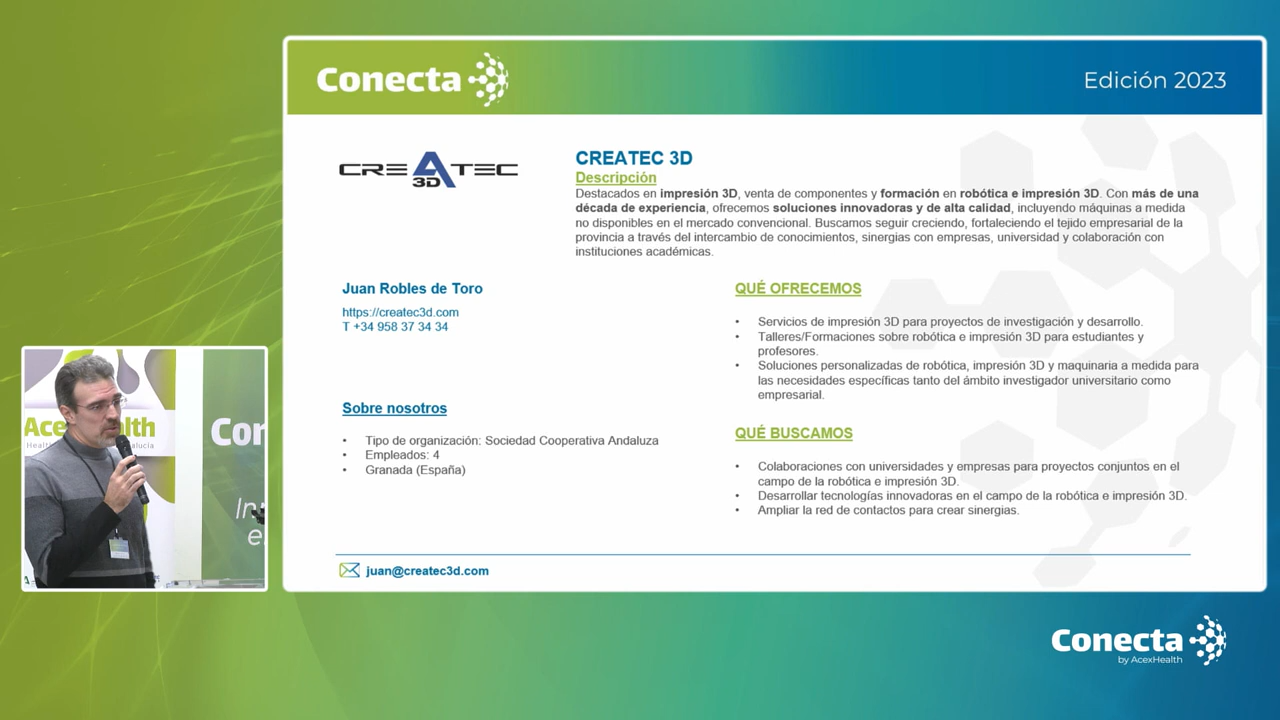 Conecta
Edición 2023
CREATEC
3D
CREATEC 3D
Descripción
Destacados en impresión 3D, venta de componentes y formación en robótica e impresión 3D. Con más de una
década de experiencia, ofrecemos soluciones innovadoras y de alta calidad, incluyendo máquinas a medida
no disponibles en el mercado convencional. Buscamos seguir creciendo, fortaleciendo el tejido empresarial de la
provincia a través del intercambio de conocimientos, sinergias con empresas, universidad y colaboración con
instituciones académicas.
Juan Robles de Toro
https://createc3d.com
T +34 958 37 34 34
Sobre nosotros
• Tipo de organización: Sociedad Cooperativa Andaluza
• Empleados: 4
• Granada (España)
QUÉ OFRECEMOS
• Servicios de impresión 3D para proyectos de investigación y desarrollo.
• Talleres/Formaciones sobre robótica e impresión 3D para estudiantes y
profesores.
• Soluciones personalizadas de robótica, impresión 3D y maquinaria a medida para
las necesidades específicas tanto del ámbito investigador universitario como
empresarial.
QUÉ BUSCAMOS
• Colaboraciones con universidades y empresas para proyectos conjuntos en el
campo de la robótica e impresión 3D.
• Desarrollar tecnologías innovadoras en el campo de la robótica e impresión 3D.
• Ampliar la red de contactos para crear sinergias.
juan@createc3d.com
Con
In
e
Conecta
by AcexHealth